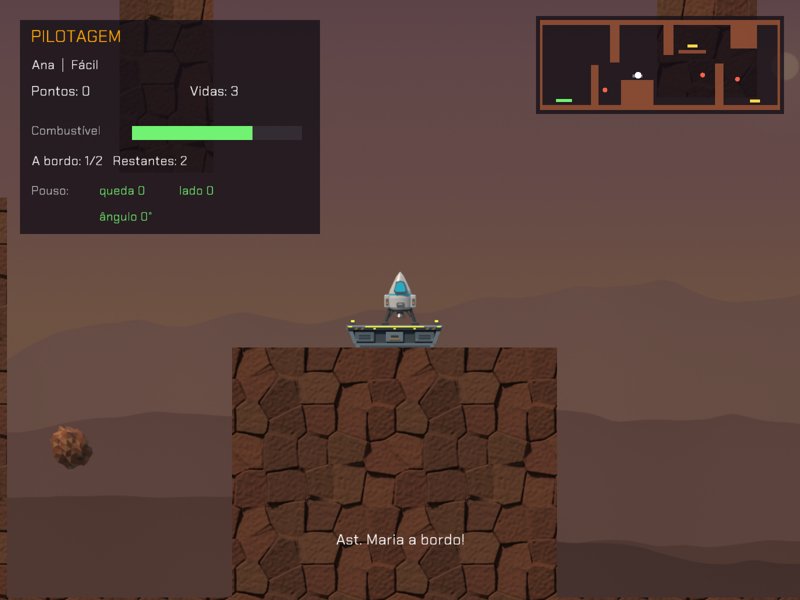 PILOTAGEM
Ana | Fácil
Pontos: 0 Vidas: 3
Combustível
A bordo: 1/2 Restantes: 2
Pouso: queda 0 lado 0
ângulo 0°
Ast. Maria a bordo!